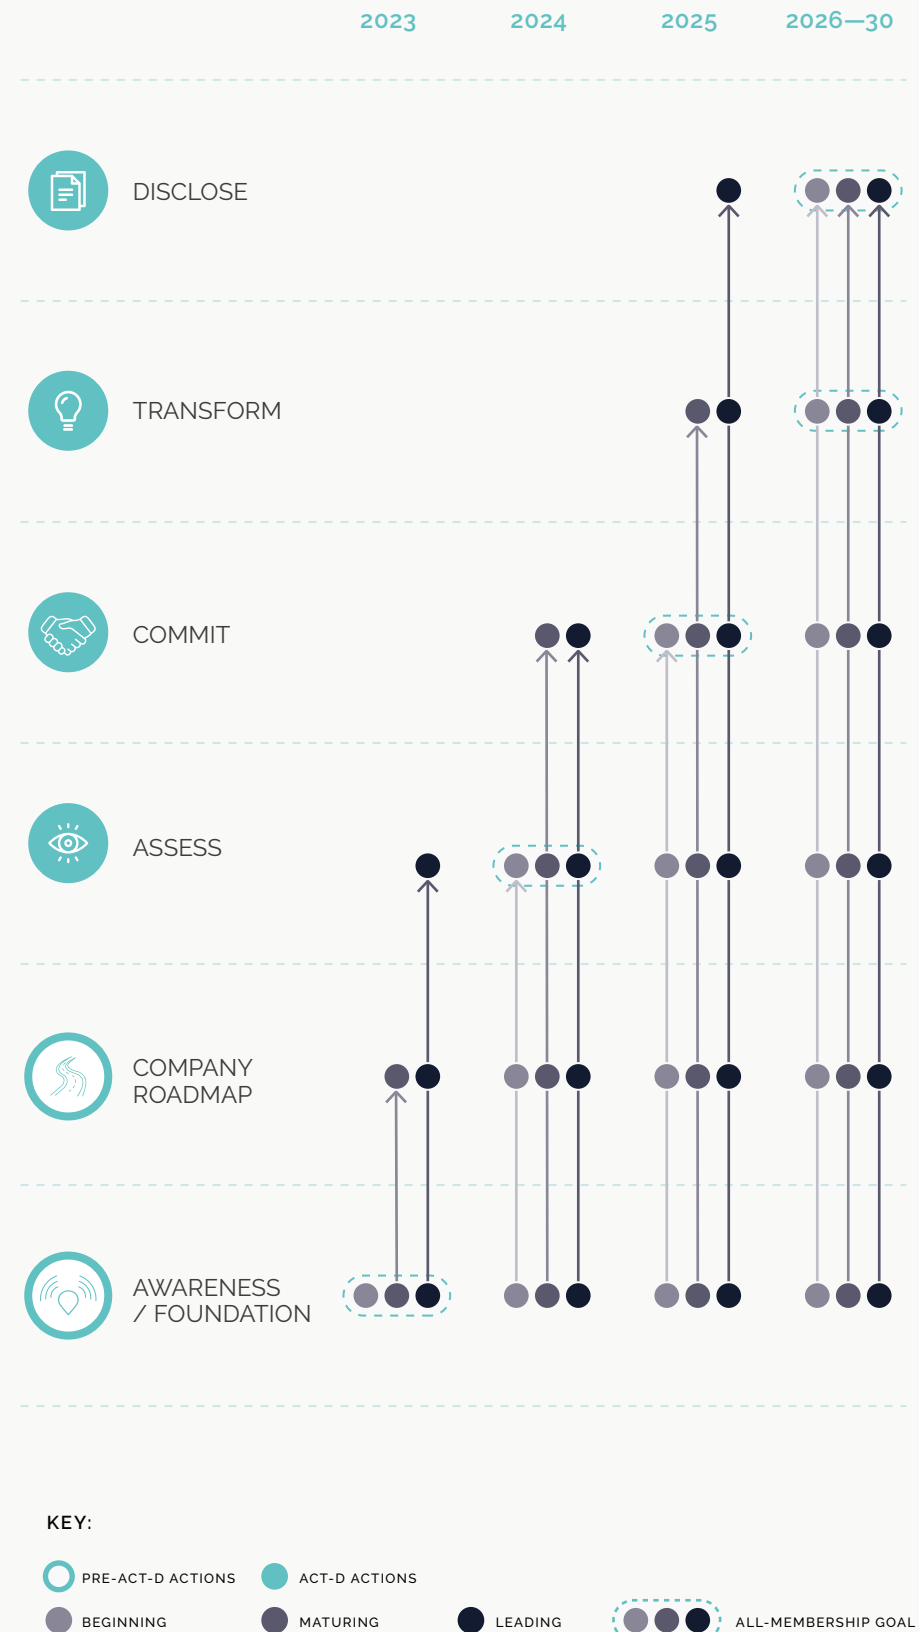 2023 2024 2025 2026—30
DISCLOSE
TRANSFORM
COMMIT
ASSESS
COMPANY
ROADMAP
AWARENESS
/ FOUNDATION
KEY:
PRE-ACT-D ACTIONS ACT-D ACTIONS
BEGINNING MATURING LEADING ALL-MEMBERSHIP GOAL